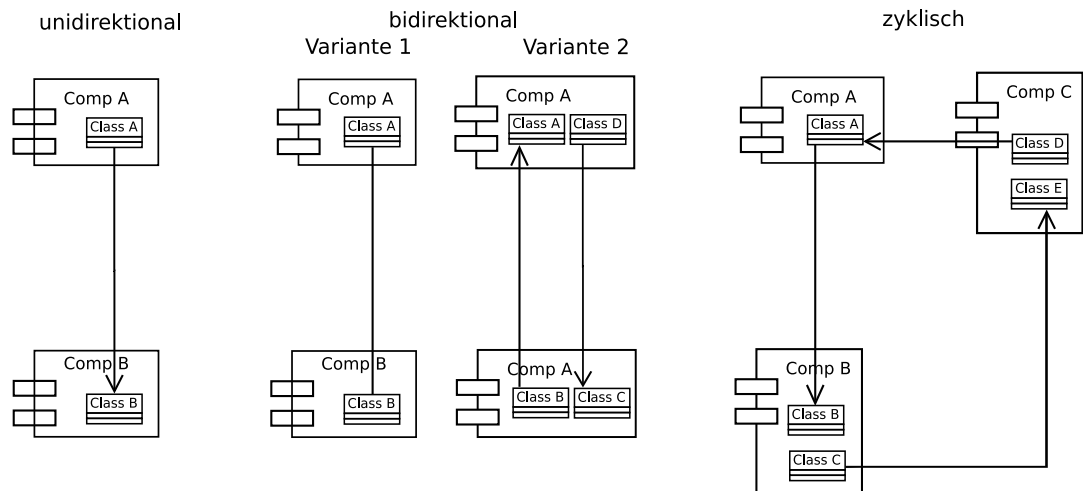 unidirektional
Comp A
Class A
Comp B
Class B
bidirektional
Variante 1
Comp A
Class A
Comp B
Class B
Variante 2
Comp A
Class A
Class D
Comp A
Class B
Class C
zyklisch
Comp A
Class A
Comp C
Class D
Class E
Comp B
Class B
Class C